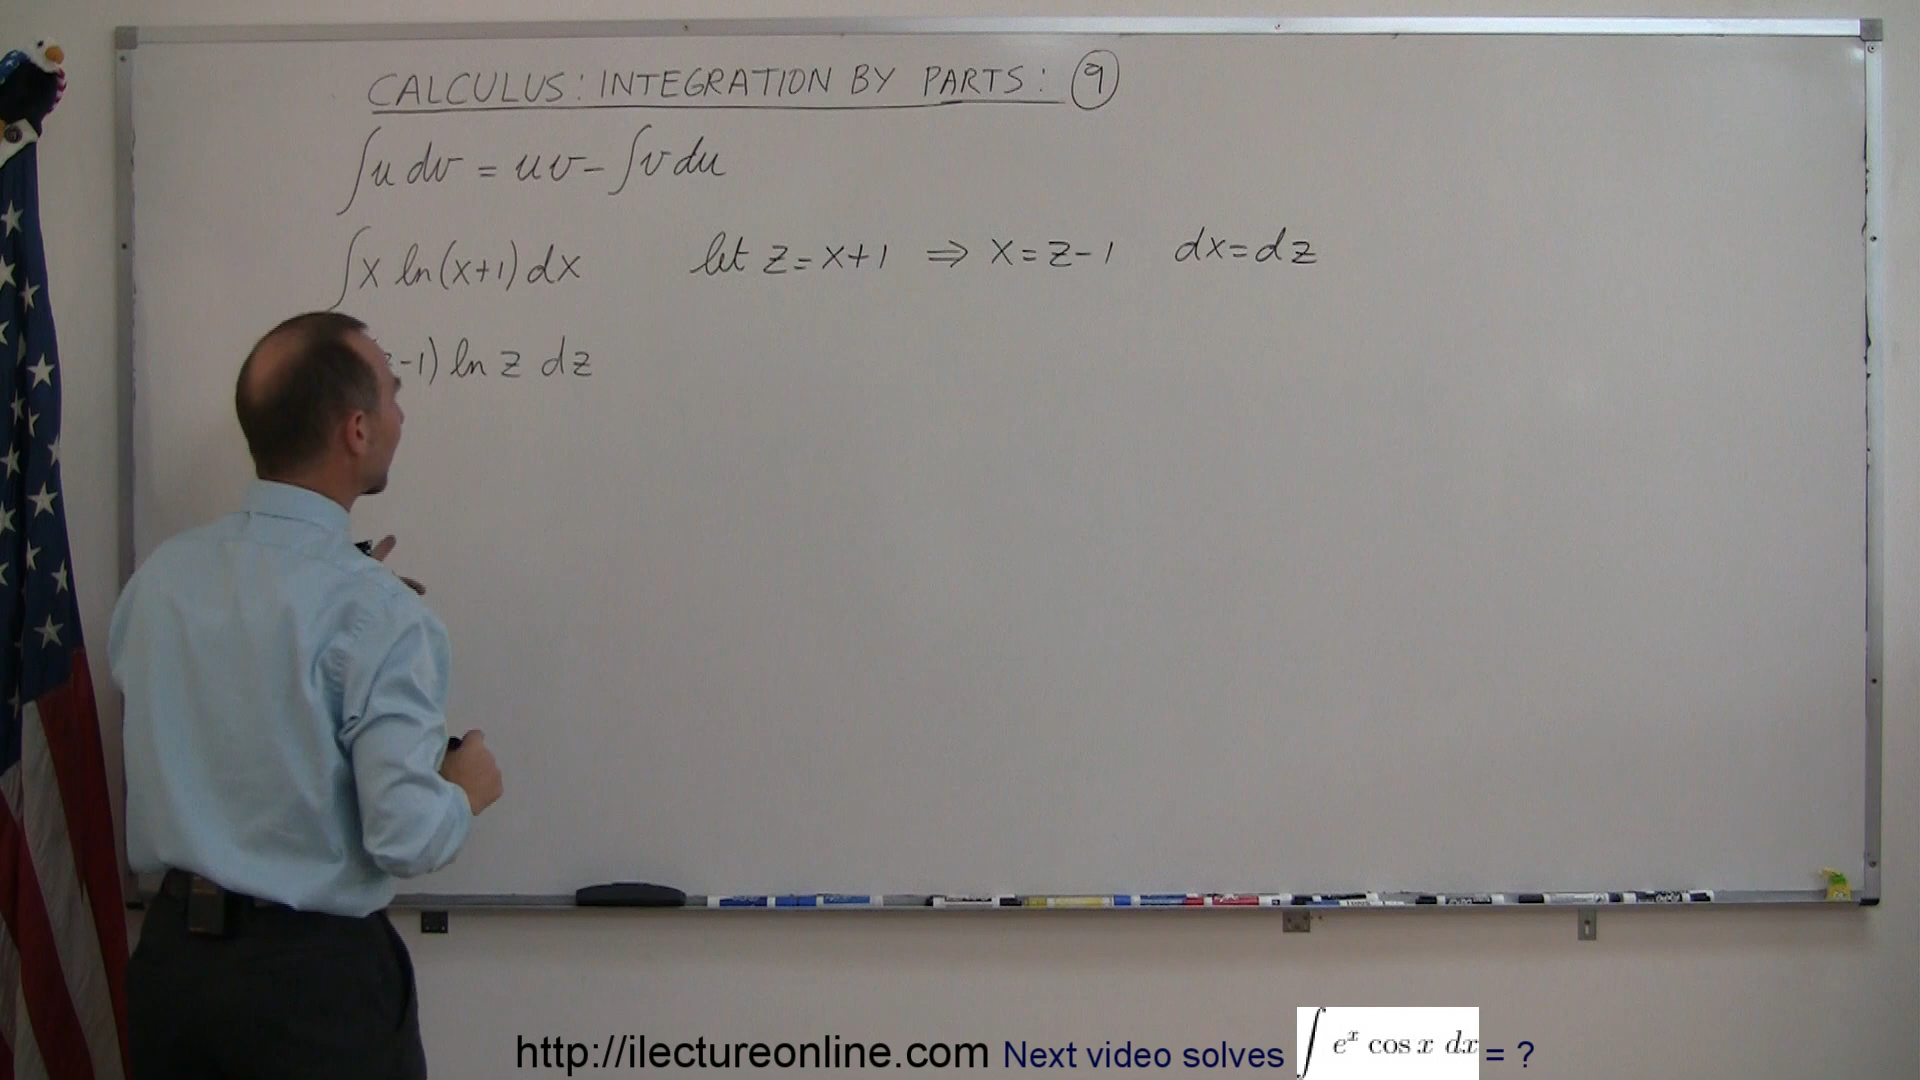 CALCULUS: INTEGRATION BY PARTS: 9
∫u dv = uv - ∫v du
∫x ln(x+1) dx let z = x+1 ⇒ x = z-1 dx = dz
-1) ln z dz
http://ilectureonline.com Next video solves ∫ e^x cos x dx = ?